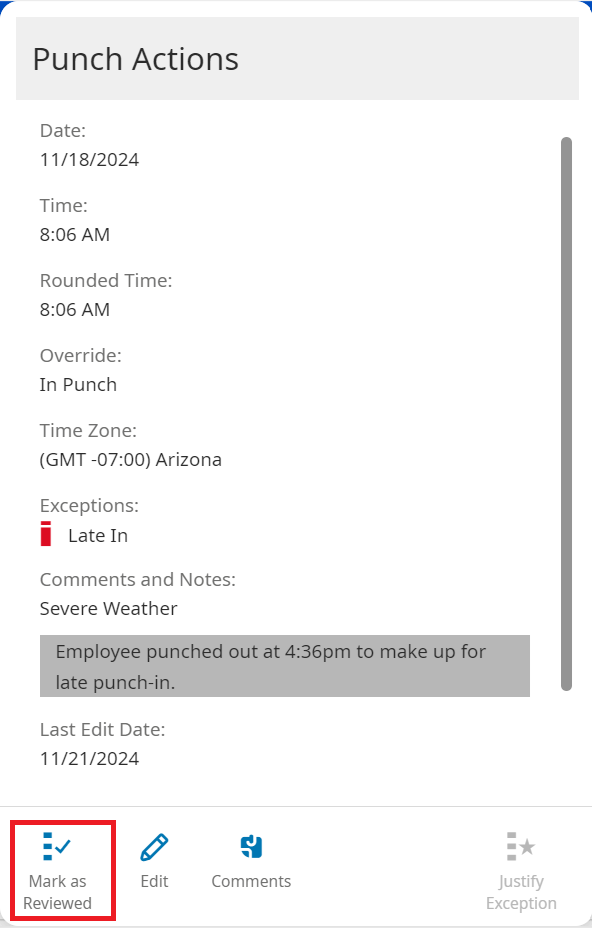 Punch Actions
Date:
11/18/2024
Time:
8:06 AM
Rounded Time:
8:06 AM
Override:
In Punch
Time Zone:
(GMT -07:00) Arizona
Exceptions:
Late In
Comments and Notes:
Severe Weather
Employee punched out at 4:36pm to make up for
late punch-in.
Last Edit Date:
11/21/2024
Mark as
Reviewed
Edit
Comments
Justify
Exception